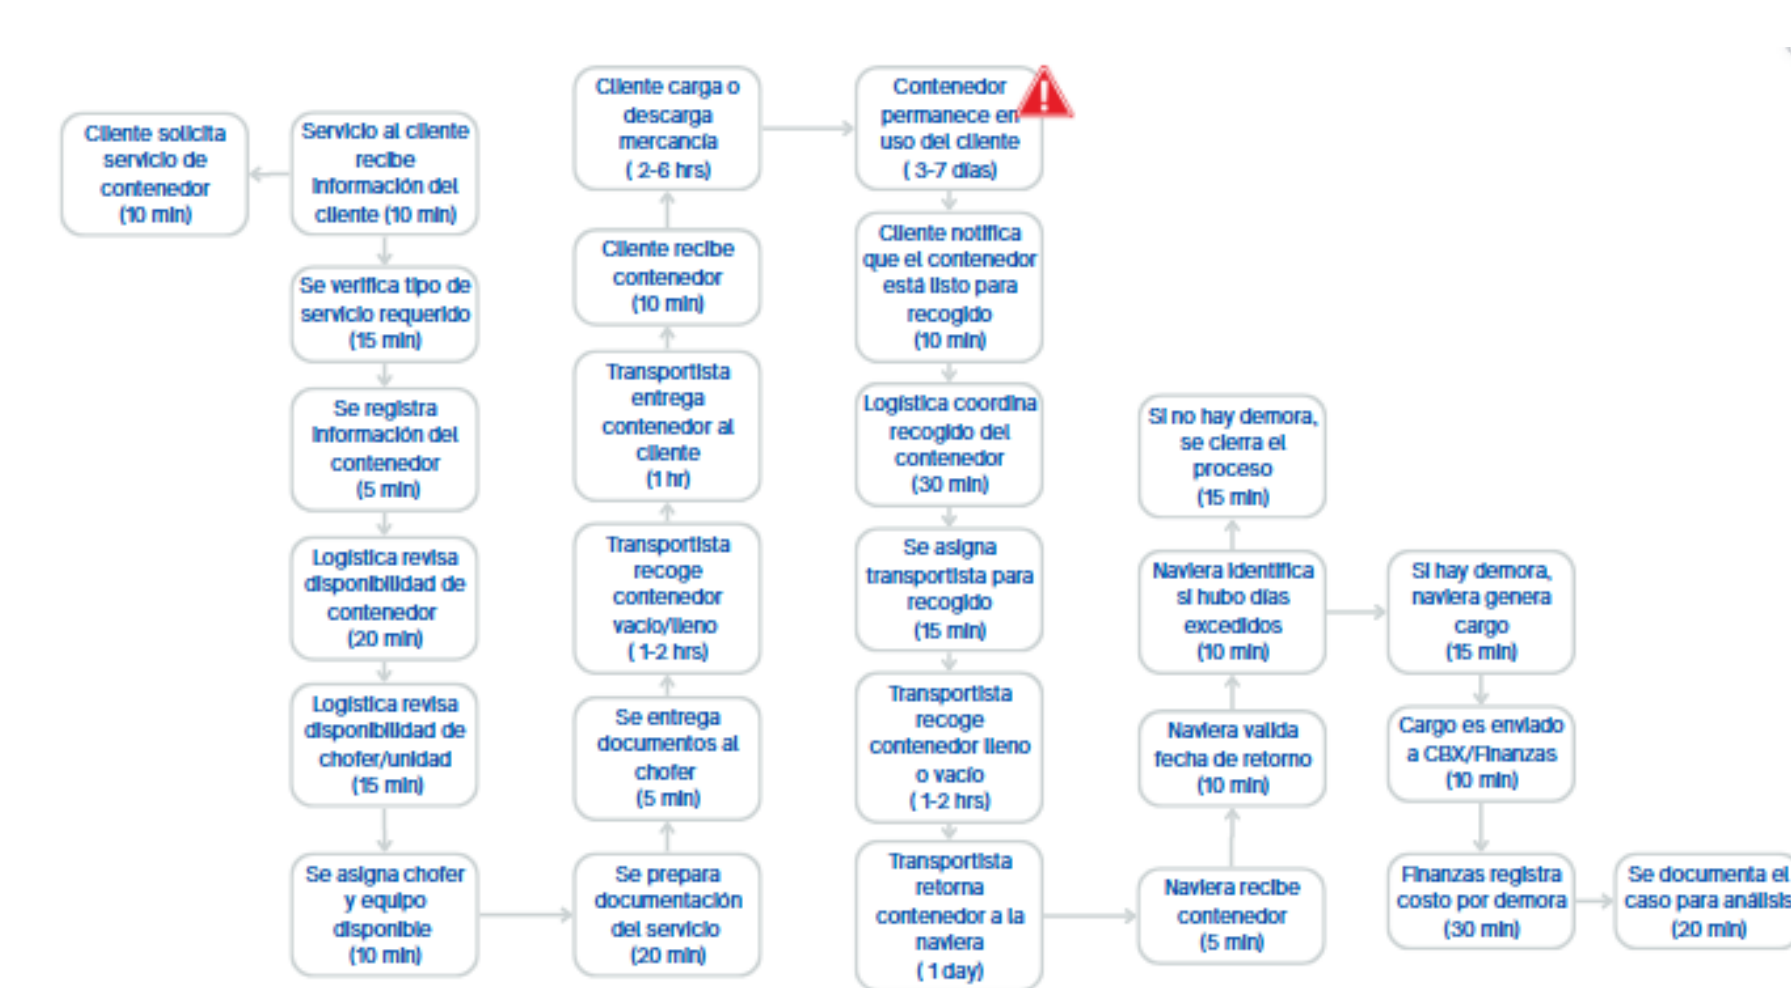 Cliente solicita
servicio de
contenedor
(10 min)
Servicio al cliente
recibe
información del
cliente (10 min)
Se verifica tipo de
servicio requerido
(15 min)
Se registra
información del
contenedor
(5 min)
Logística revisa
disponibilidad de
contenedor
(20 min)
Logística revisa
disponibilidad de
chofer/unidad
(15 min)
Se asigna chofer
y equipo
disponible
(10 min)
Se prepara
documentación
del servicio
(20 min)
Se entrega
documentos al
chofer
(5 min)
Transportista
recoge
contenedor
vacío/lleno
( 1-2 hrs)
Transportista
entrega
contenedor al
cliente
(1 hr)
Cliente recibe
contenedor
(10 min)
Cliente carga o
descarga
mercancía
( 2-6 hrs)
Contenedor
permanece en
uso del cliente
( 3-7 días)
Cliente notifica
que el contenedor
está listo para
recogido
(10 min)
Logística coordina
recogido del
contenedor
(30 min)
Se asigna
transportista para
recogido
(15 min)
Transportista
recoge
contenedor lleno
o vacío
( 1-2 hrs)
Transportista
retorna
contenedor a la
naviera
( 1 day)
Naviera recibe
contenedor
(5 min)
Naviera valida
fecha de retorno
(10 min)
Naviera identifica
si hubo días
excedidos
(10 min)
Si no hay demora,
se cierra el
proceso
(15 min)
Si hay demora,
naviera genera
cargo
(15 min)
Cargo es enviado
a CBX/Finanzas
(10 min)
Finanzas registra
costo por demora
(30 min)
Se documenta el
caso para análisis
(20 min)